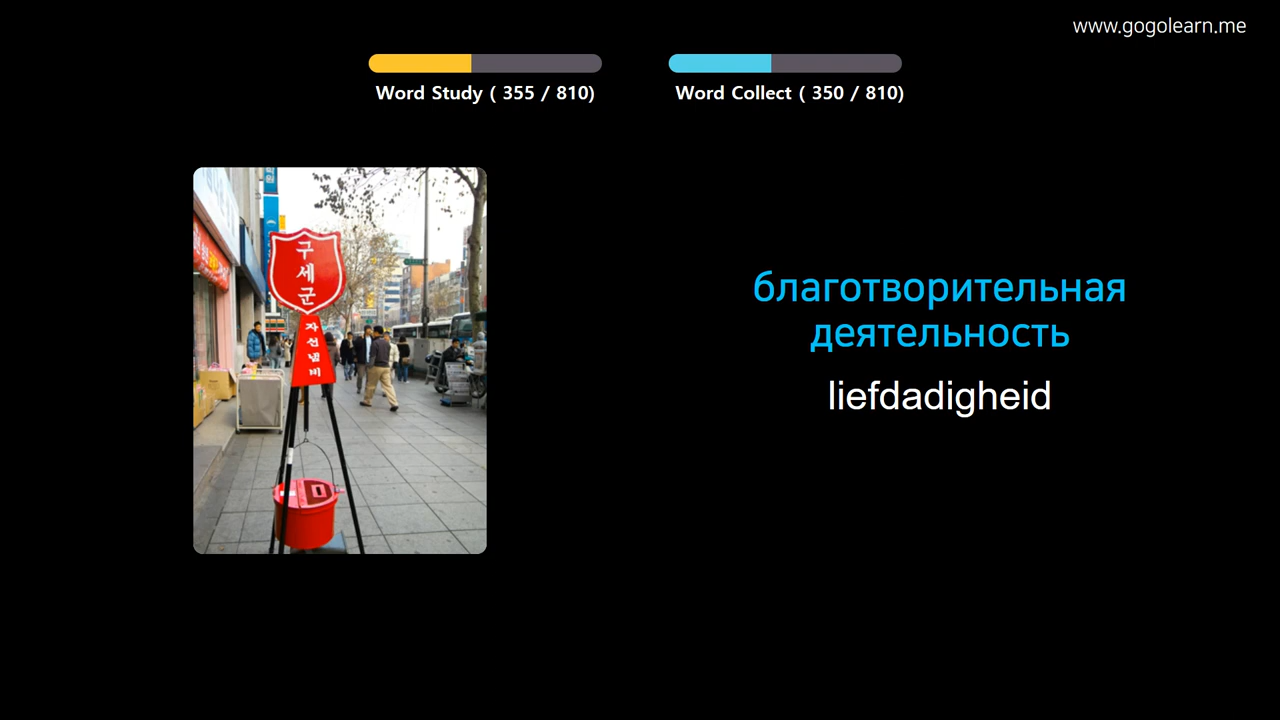 www.gogolearn.me
Word Study ( 355 / 810)
Word Collect ( 350 / 810)
구세군
자선냄비
благотворительная
деятельность
liefdadigheid